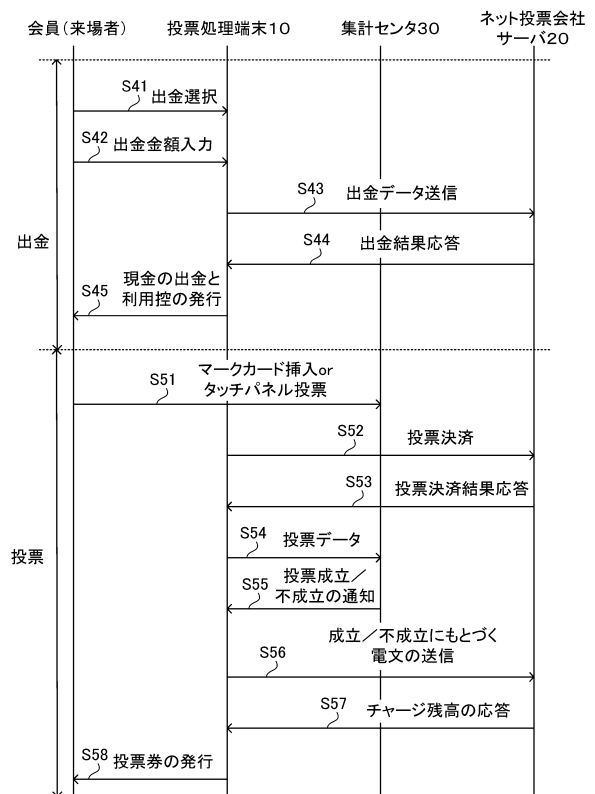 会員(来場者)
投票処理端末10
集計センタ30
ネット投票会社
サーバ20
S41
出金選択
S42
出金金額入力
S43
出金データ送信
出金
S44
出金結果応答
S45
現金の出金と
利用控の発行
S51
マークカード挿入or
タッチパネル投票
S52
投票決済
S53
投票決済結果応答
S54
投票データ
投票
S55
投票成立/
不成立の通知
S56
成立/不成立にもとづく
電文の送信
S57
チャージ残高の応答
S58
投票券の発行